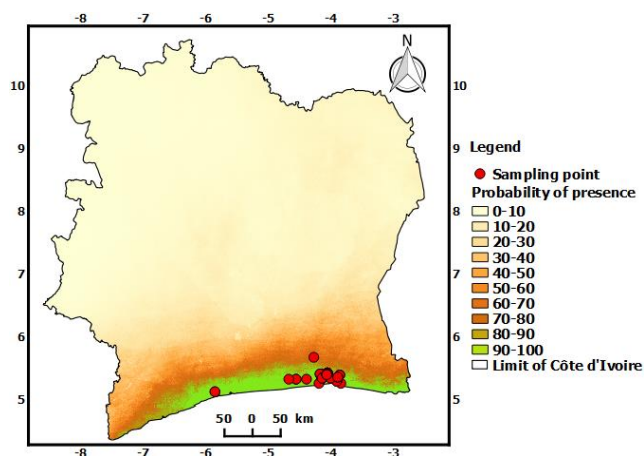 -8 -7 -6 -5 -4 -3
N
10 10
9 9
8 8
7 7
6 6
5 5
Legend
Sampling point
Probability of presence
0-10
10-20
20-30
30-40
40-50
50-60
60-70
70-80
80-90
90-100
Limit of Côte d'Ivoire
50 0 50 km
-8 -7 -6 -5 -4 -3